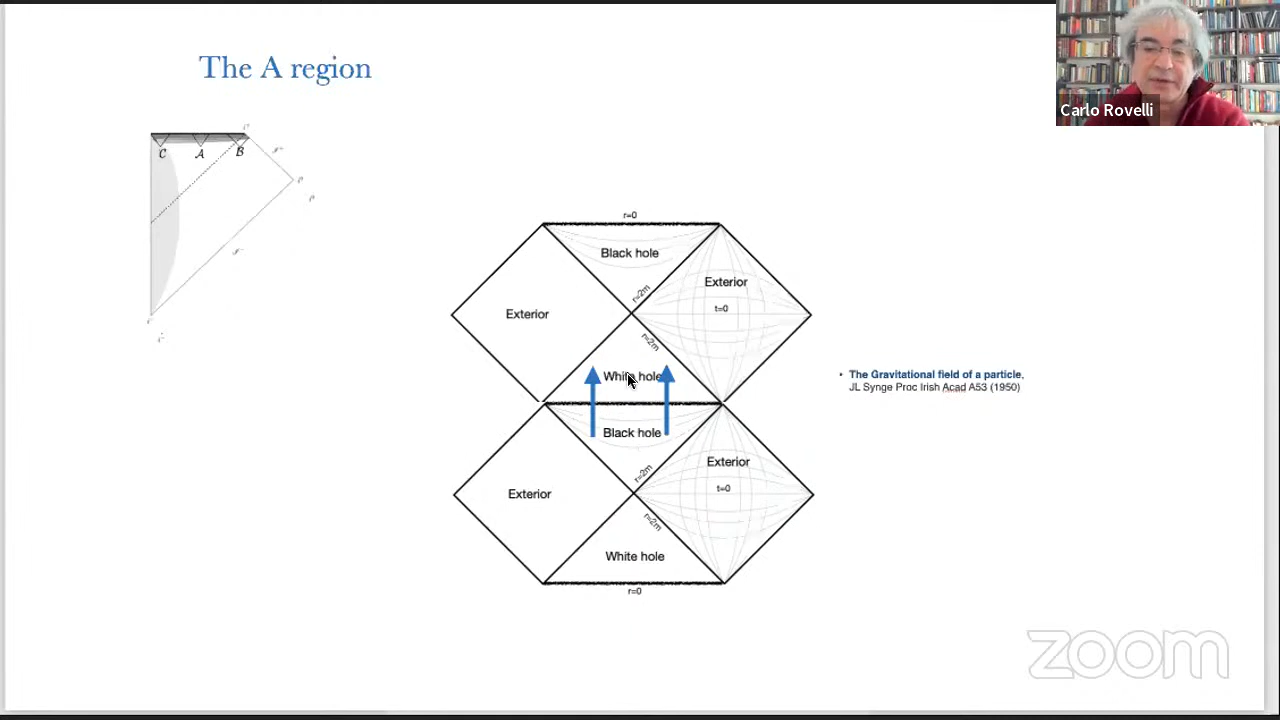 The A region
Carlo Rovelli
C A B
r=0
Black hole
r=2m
Exterior
Exterior
t=0
r=2m
White hole
Black hole
r=2m
Exterior
Exterior
t=0
r=2m
White hole
r=0
• The Gravitational field of a particle.
JL Synge Proc Irish Acad A53 (1950)
zoom